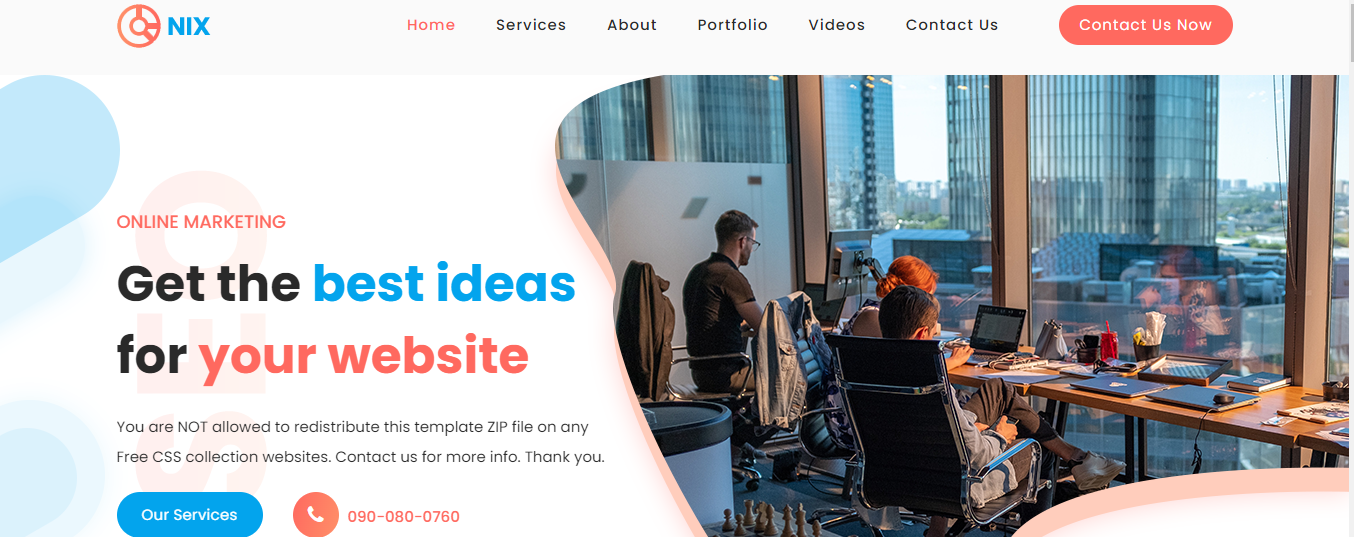 NIX
Home Services About Portfolio Videos Contact Us Contact Us Now
SEO
ONLINE MARKETING
Get the best ideas
for your website
You are NOT allowed to redistribute this template ZIP file on any
Free CSS collection websites. Contact us for more info. Thank you.
Our Services 090-080-0760